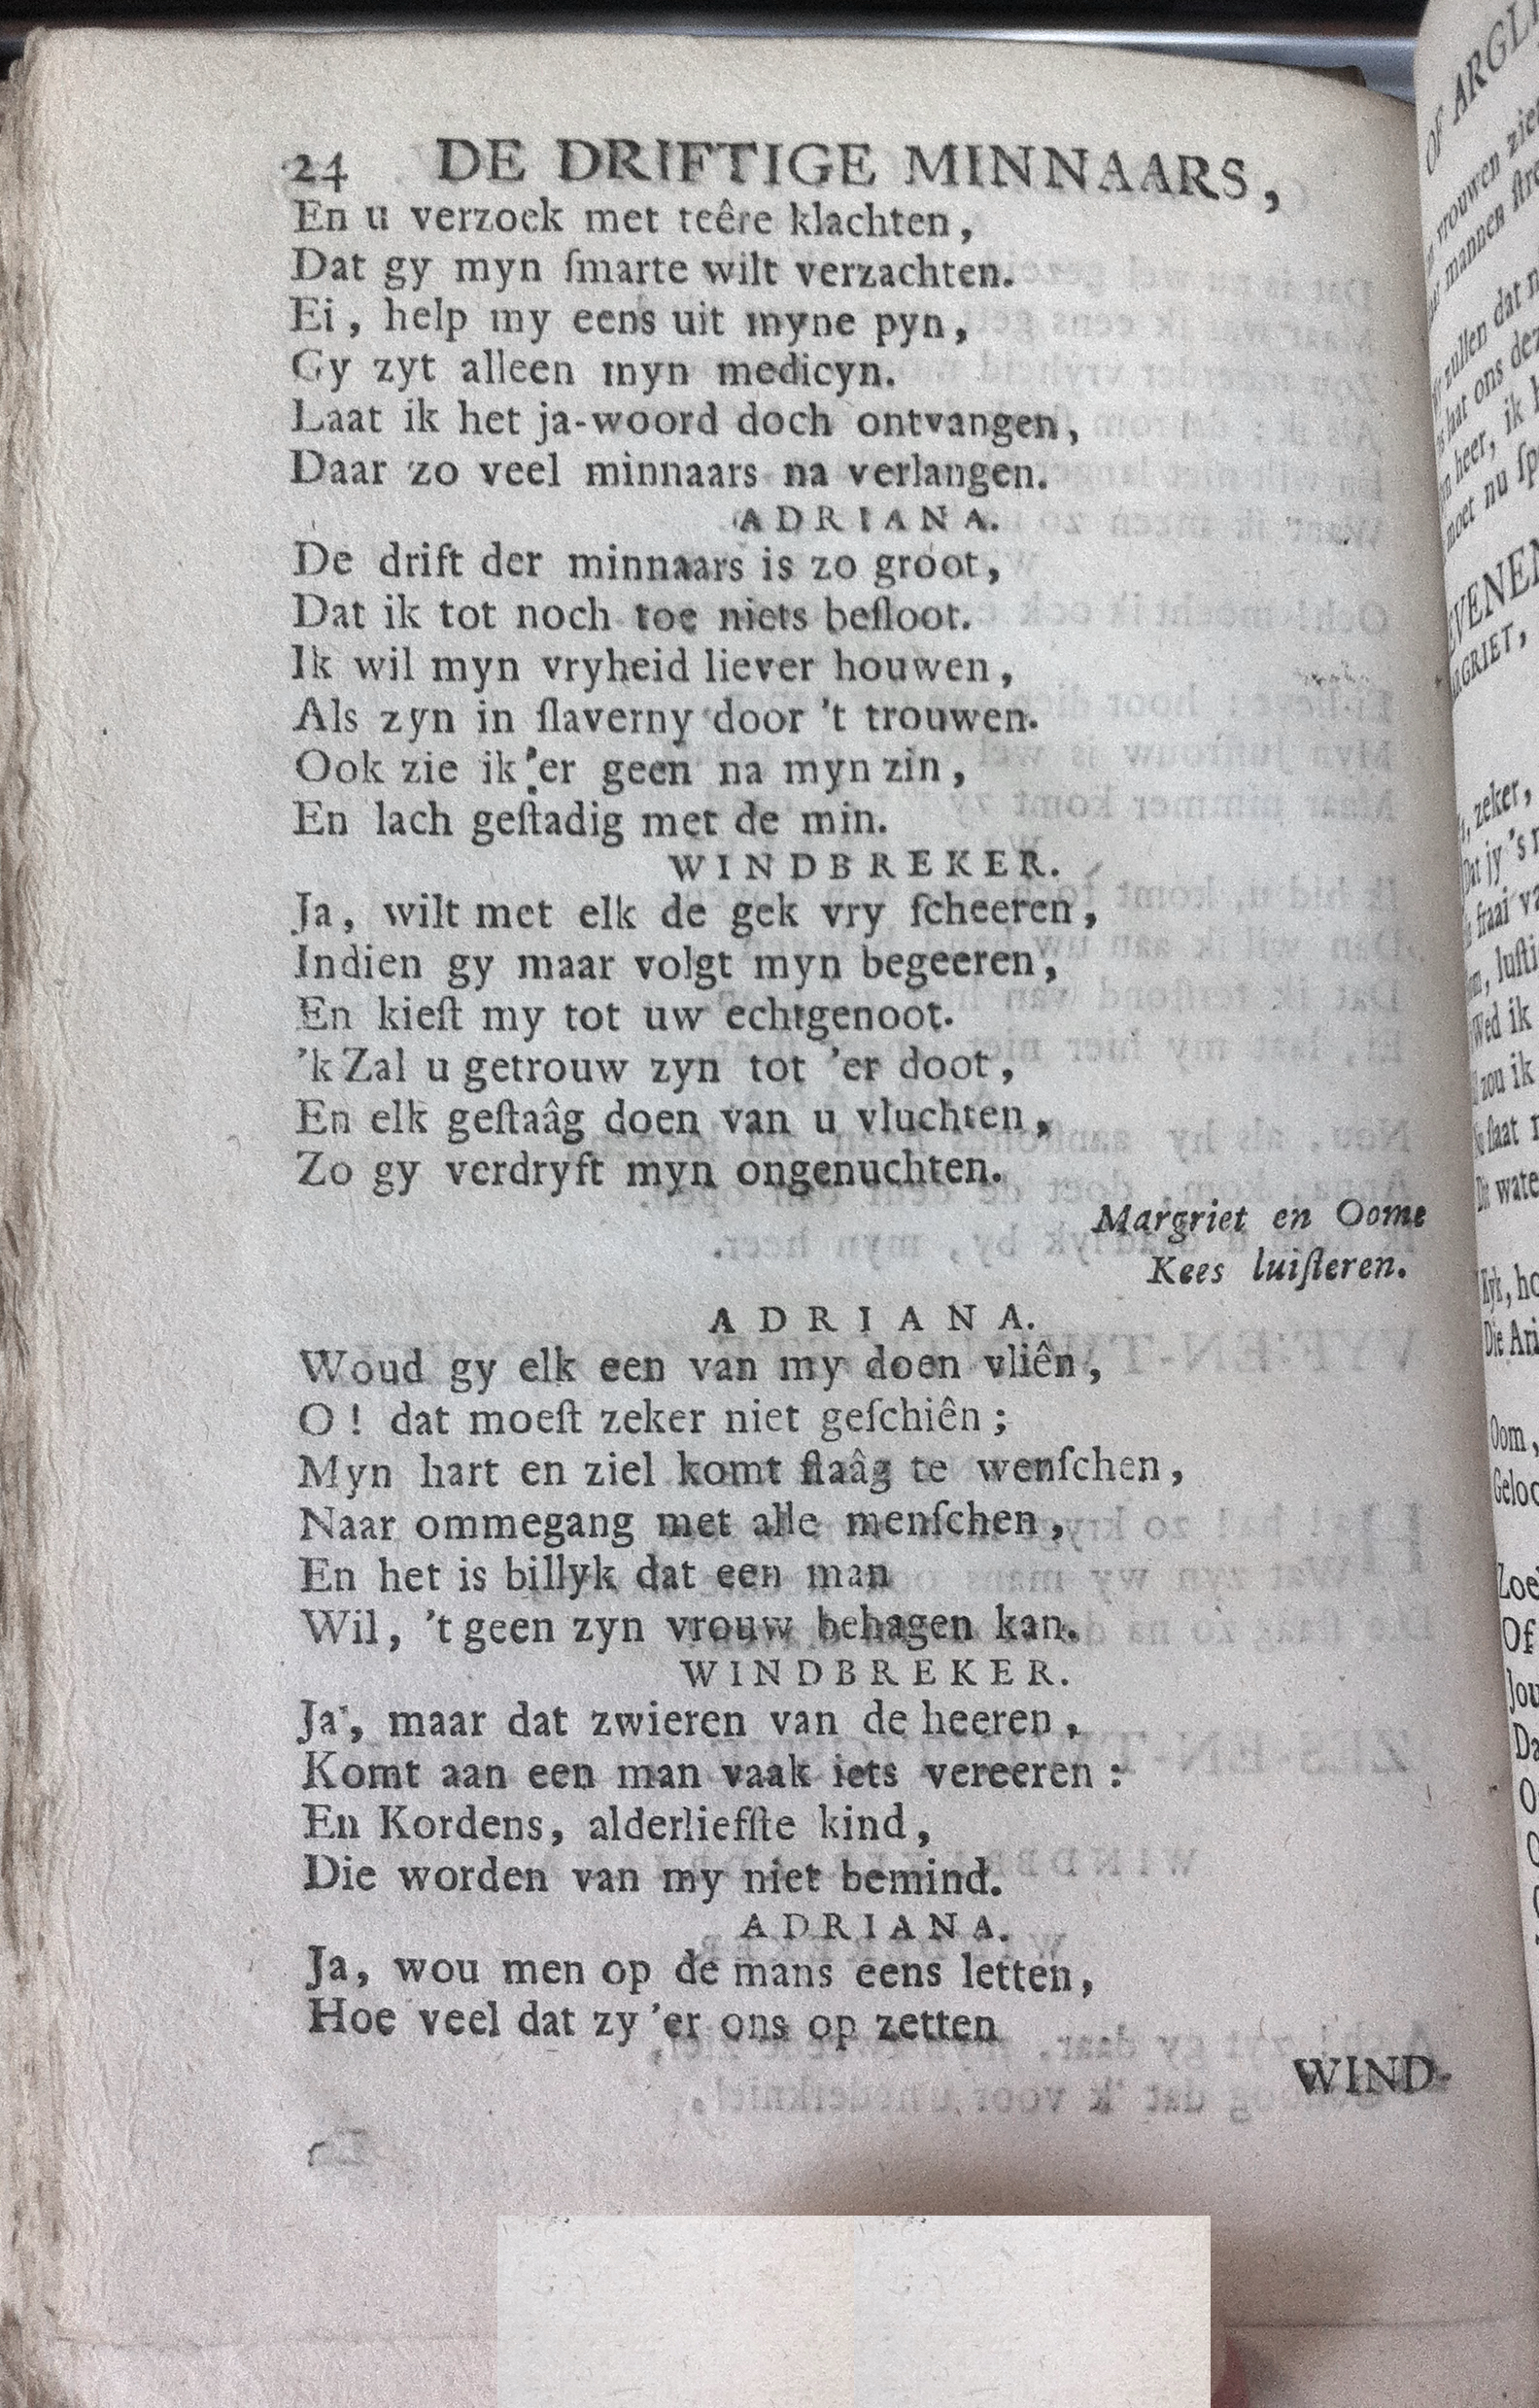 24 DE DRIFTIGE MINNAARS,
En u verzoek met teêre klachten,
Dat gy myn ſmarte wilt verzachten.
Ei, help my eens uit myne pyn,
Gy zyt alleen myn medicyn.
Laat ik het ja-woord doch ontvangen,
Daar zo veel minnaars na verlangen.
ADRIANA.
De drift der minnaars is zo groot,
Dat ik tot noch toe niets beſloot.
Ik wil myn vryheid liever houwen,
Als zyn in ſlaverny door 't trouwen.
Ook zie ik 'er geen na myn zin,
En lach geſtadig met de min.
WINDBREKER.
Ja, wilt met elk de gek vry ſcheeren,
Indien gy maar volgt myn begeeren,
En kieſt my tot uw echtgenoot.
'k Zal u getrouw zyn tot 'er doot,
En elk geſtaâg doen van u vluchten,
Zo gy verdryft myn ongenuchten.
Margriet en Oome
Kees luiſteren.
ADRIANA.
Woud gy elk een van my doen vliên,
O! dat moeſt zeker niet geſchiên;
Myn hart en ziel komt ſtaâg te wenſchen,
Naar ommegang met alle menſchen,
En het is billyk dat een man
Wil, 't geen zyn vrouw behagen kan.
WINDBREKER.
Ja, maar dat zwieren van de heeren,
Komt aan een man vaak iets vereeren:
En Kordens, alderliefſte kind,
Die worden van my niet bemind.
ADRIANA.
Ja, wou men op de mans eens letten,
Hoe veel dat zy 'er ons op zetten
WIND-